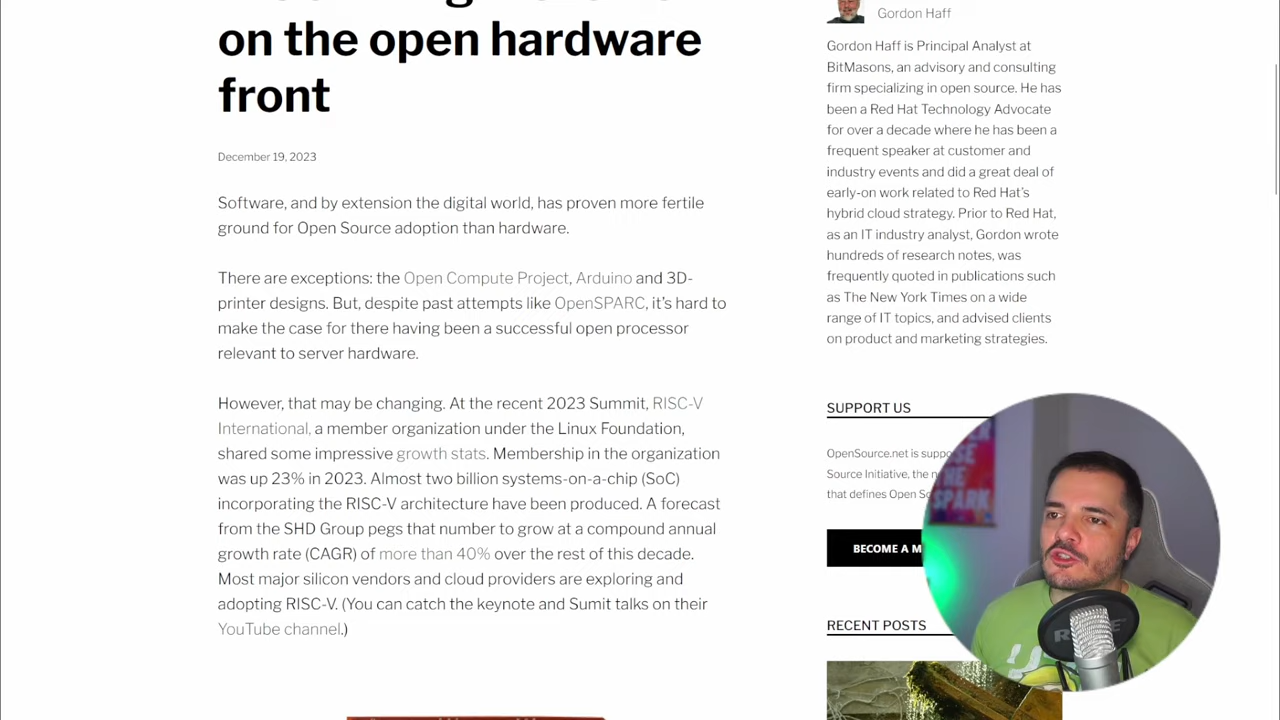 on the open hardware
front
December 19, 2023
Software, and by extension the digital world, has proven more fertile
ground for Open Source adoption than hardware.
There are exceptions: the Open Compute Project, Arduino and 3D-
printer designs. But, despite past attempts like OpenSPARC, it’s hard to
make the case for there having been a successful open processor
relevant to server hardware.
However, that may be changing. At the recent 2023 Summit, RISC-V
International, a member organization under the Linux Foundation,
shared some impressive growth stats. Membership in the organization
was up 23% in 2023. Almost two billion systems-on-a-chip (SoC)
incorporating the RISC-V architecture have been produced. A forecast
from the SHD Group pegs that number to grow at a compound annual
growth rate (CAGR) of more than 40% over the rest of this decade.
Most major silicon vendors and cloud providers are exploring and
adopting RISC-V. (You can catch the keynote and Sumit talks on their
YouTube channel.)
Gordon Haff
Gordon Haff is Principal Analyst at
BitMasons, an advisory and consulting
firm specializing in open source. He has
been a Red Hat Technology Advocate
for over a decade where he has been a
frequent speaker at customer and
industry events and did a great deal of
early-on work related to Red Hat’s
hybrid cloud strategy. Prior to Red Hat,
as an IT industry analyst, Gordon wrote
hundreds of research notes, was
frequently quoted in publications such
as The New York Times on a wide
range of IT topics, and advised clients
on product and marketing strategies.
SUPPORT US
OpenSource.net is suppo
Source Initiative, the n
that defines Open So
BECOME A M
RECENT POSTS
SPARK